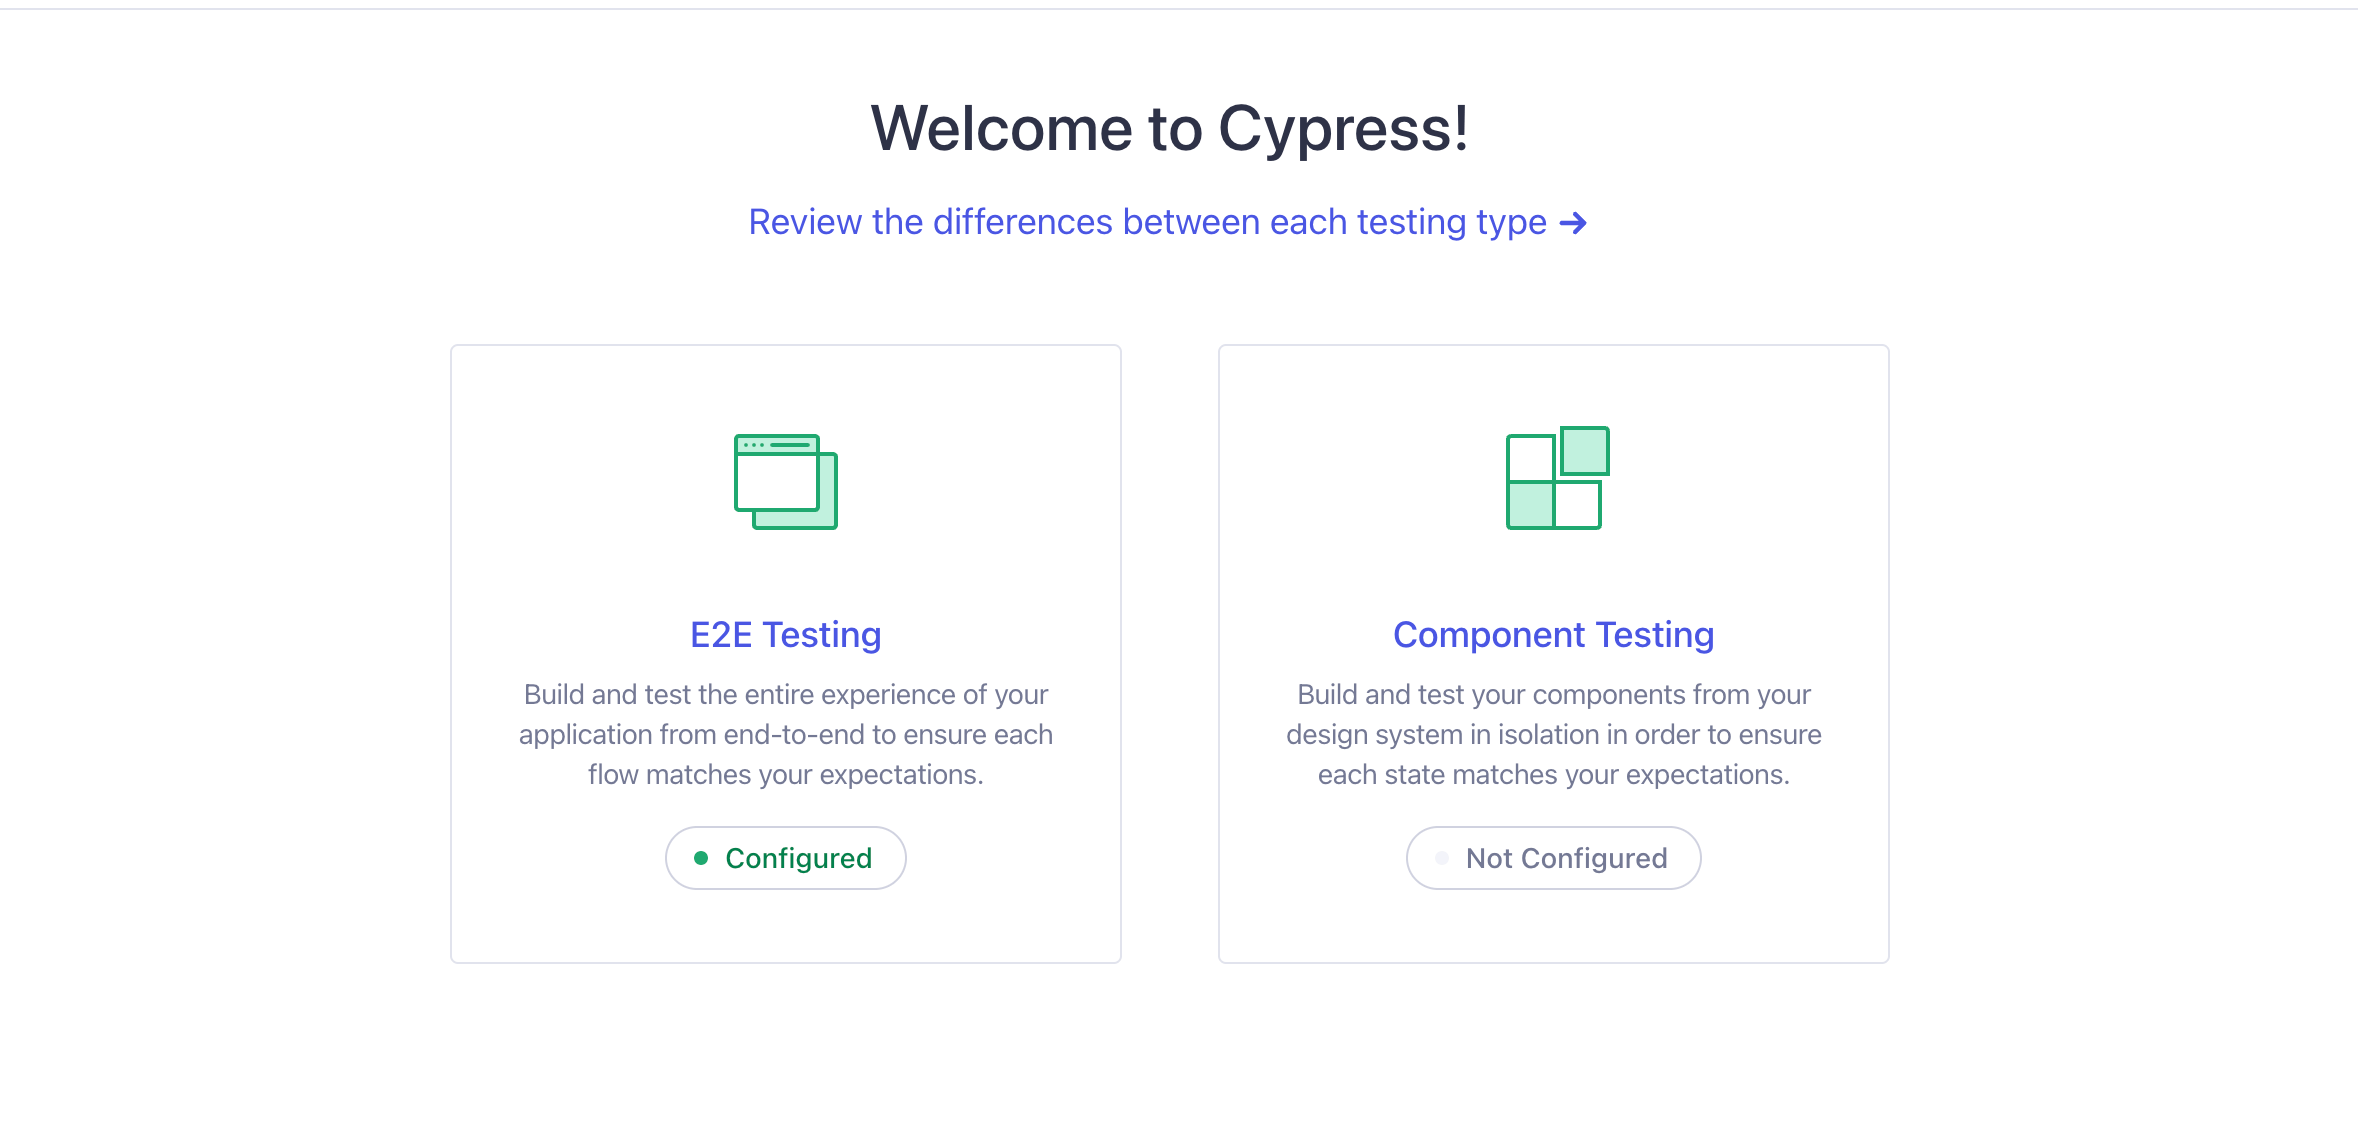 Welcome to Cypress!
Review the differences between each testing type →
E2E Testing
Build and test the entire experience of your
application from end-to-end to ensure each
flow matches your expectations.
Configured
Component Testing
Build and test your components from your
design system in isolation in order to ensure
each state matches your expectations.
Not Configured